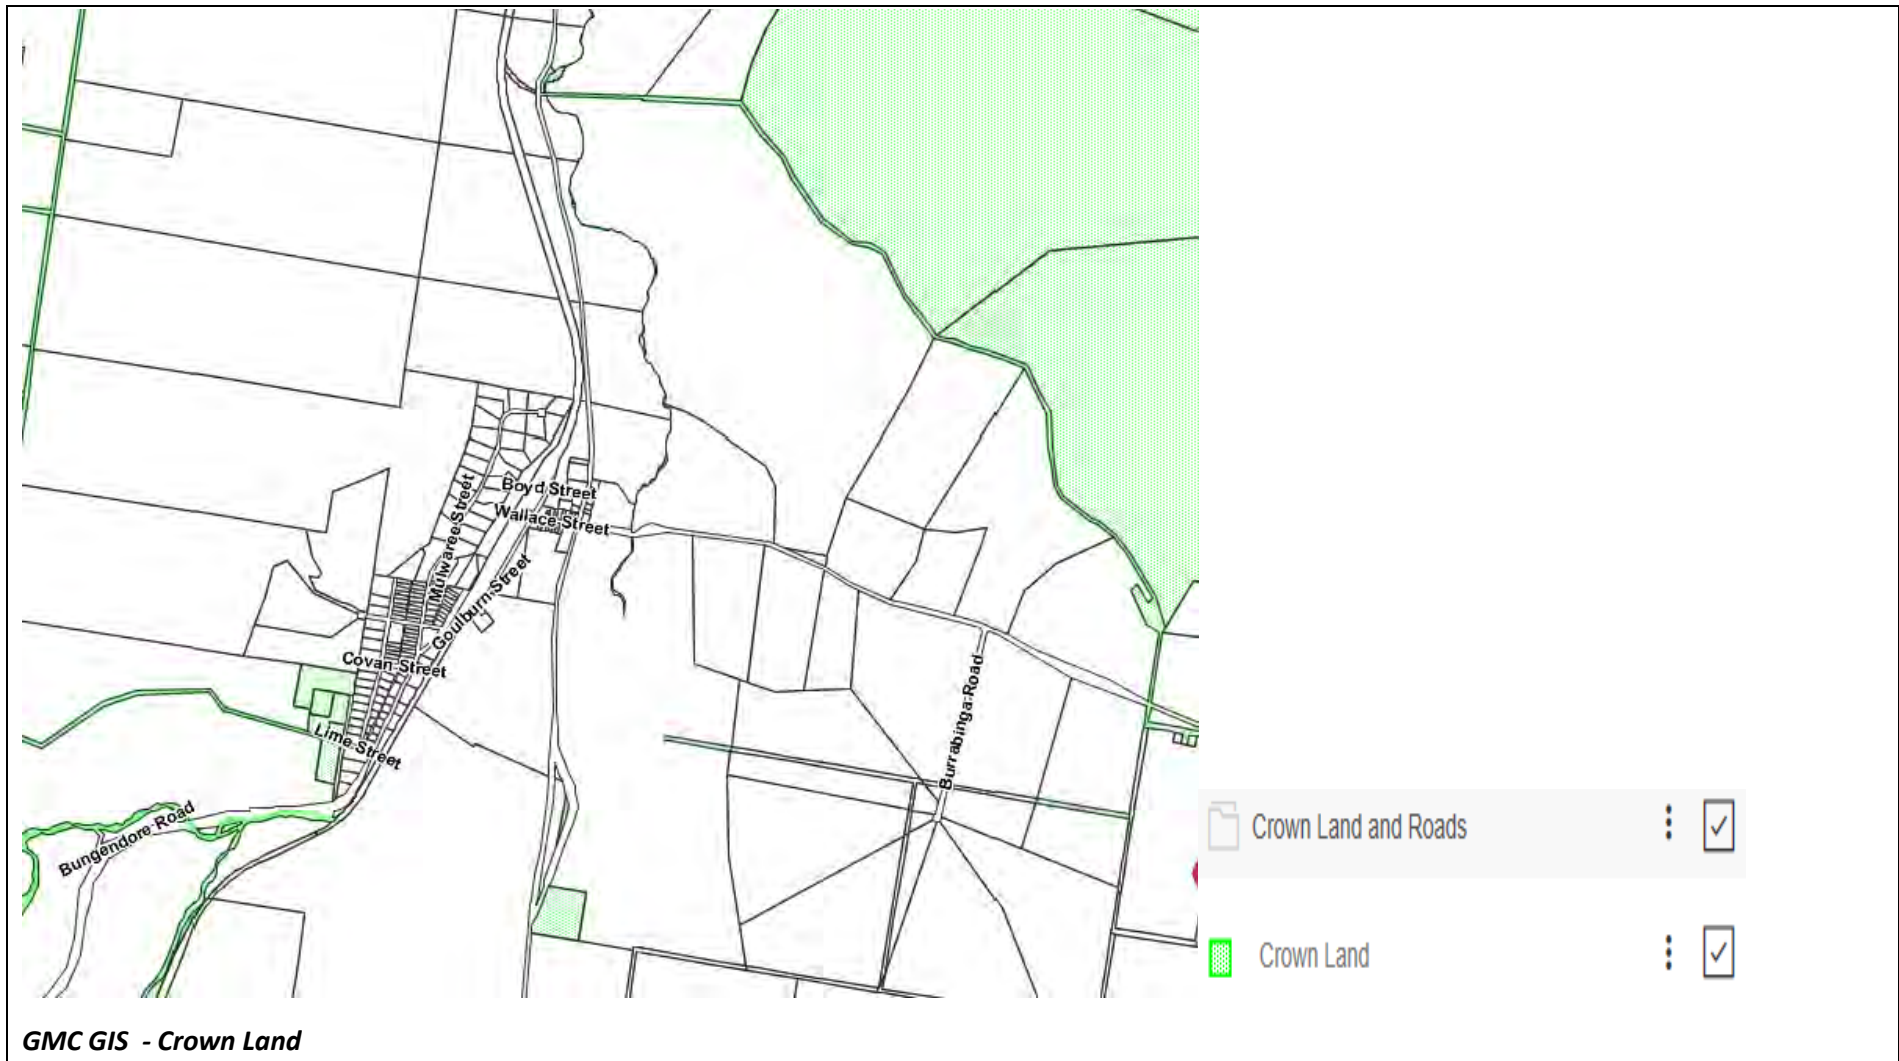 Boyd Street
Wallace Street
Mulwaree Street
Goulburn Street
Covan Street
Lime Street
Burrabinga Road
Bungendore Road
Crown Land and Roads
Crown Land
GMC GIS - Crown Land